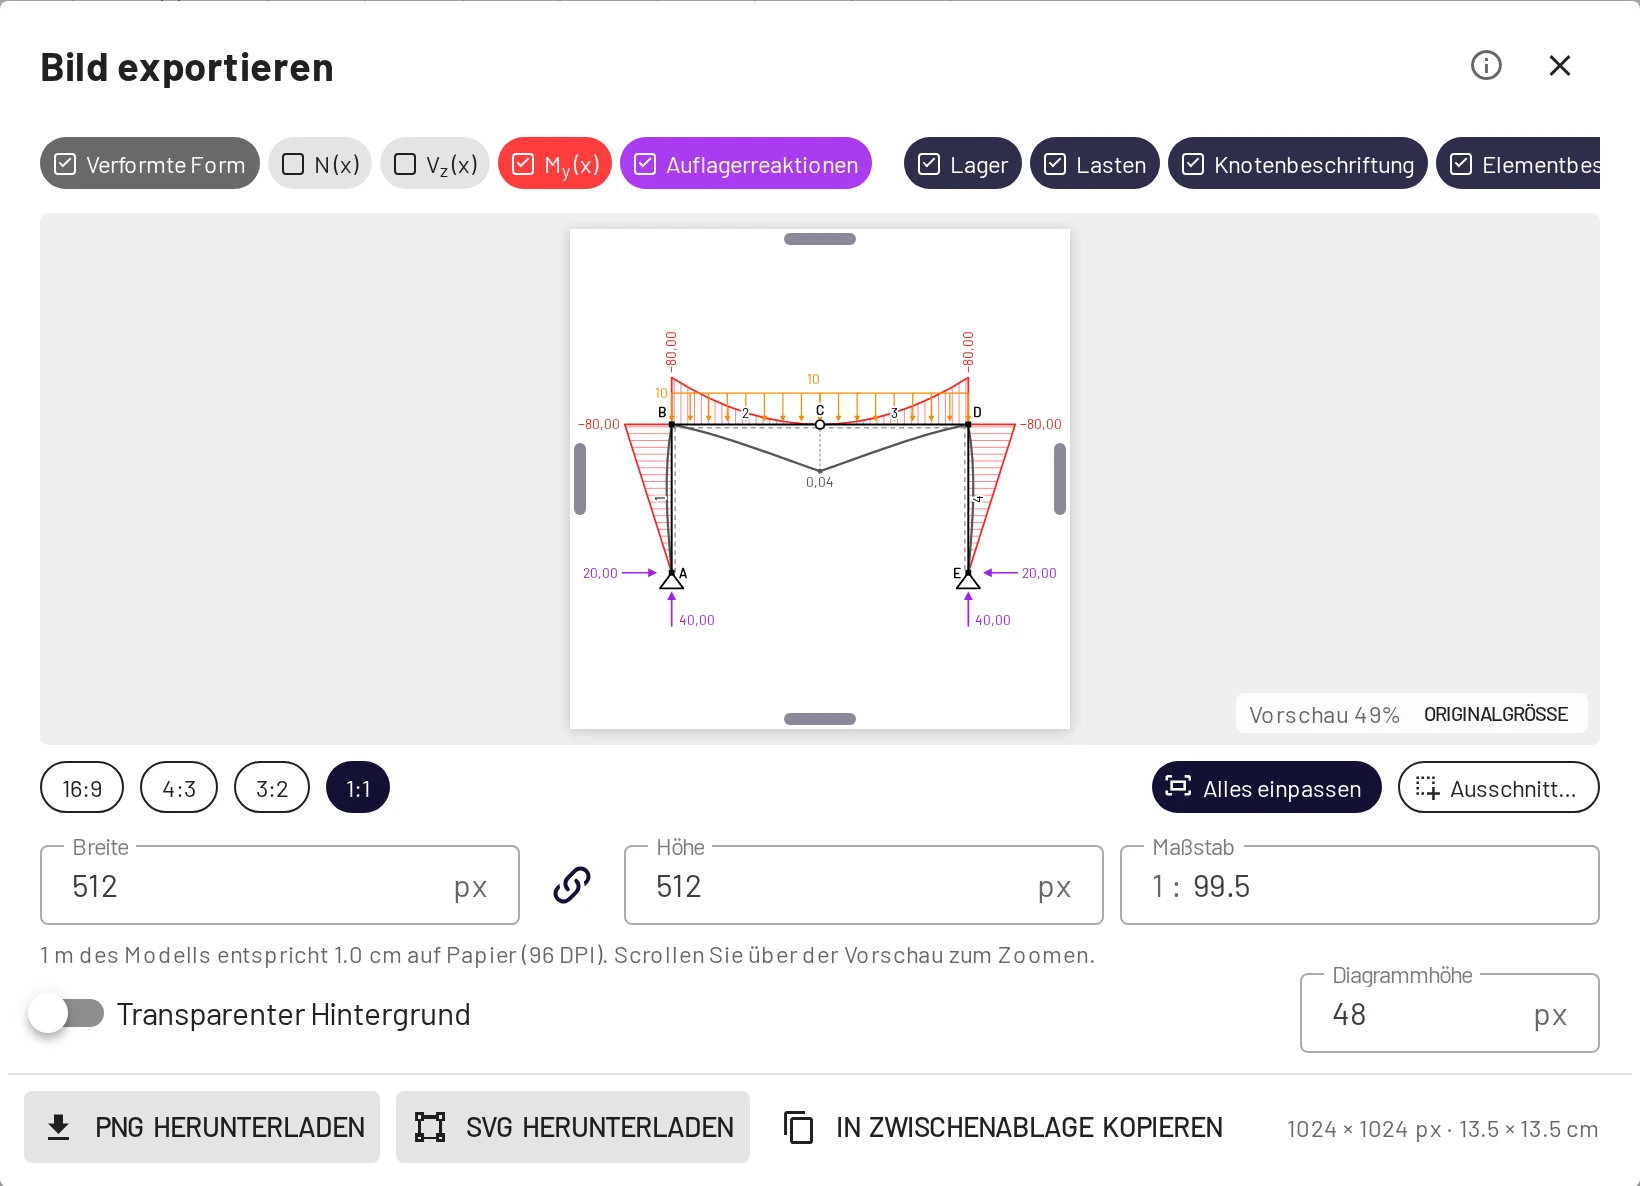 Bild exportieren
Verformte Form
N (x)
Vz (x)
My (x)
Auflagerreaktionen
Lager
Lasten
Knotenbeschriftung
Elementbes
−80,00
−80,00
10
10
B
2
C
3
D
−80,00
−80,00
0,04
1
4
20,00
A
E
20,00
40,00
40,00
Vorschau 49%
ORIGINALGRÖSSE
16:9
4:3
3:2
1:1
Alles einpassen
Ausschnitt...
Breite
512 px
Höhe
512 px
Maßstab
1 : 99.5
1 m des Modells entspricht 1.0 cm auf Papier (96 DPI). Scrollen Sie über der Vorschau zum Zoomen.
Transparenter Hintergrund
Diagrammhöhe
48 px
PNG HERUNTERLADEN
SVG HERUNTERLADEN
IN ZWISCHENABLAGE KOPIEREN
1024 × 1024 px · 13.5 × 13.5 cm